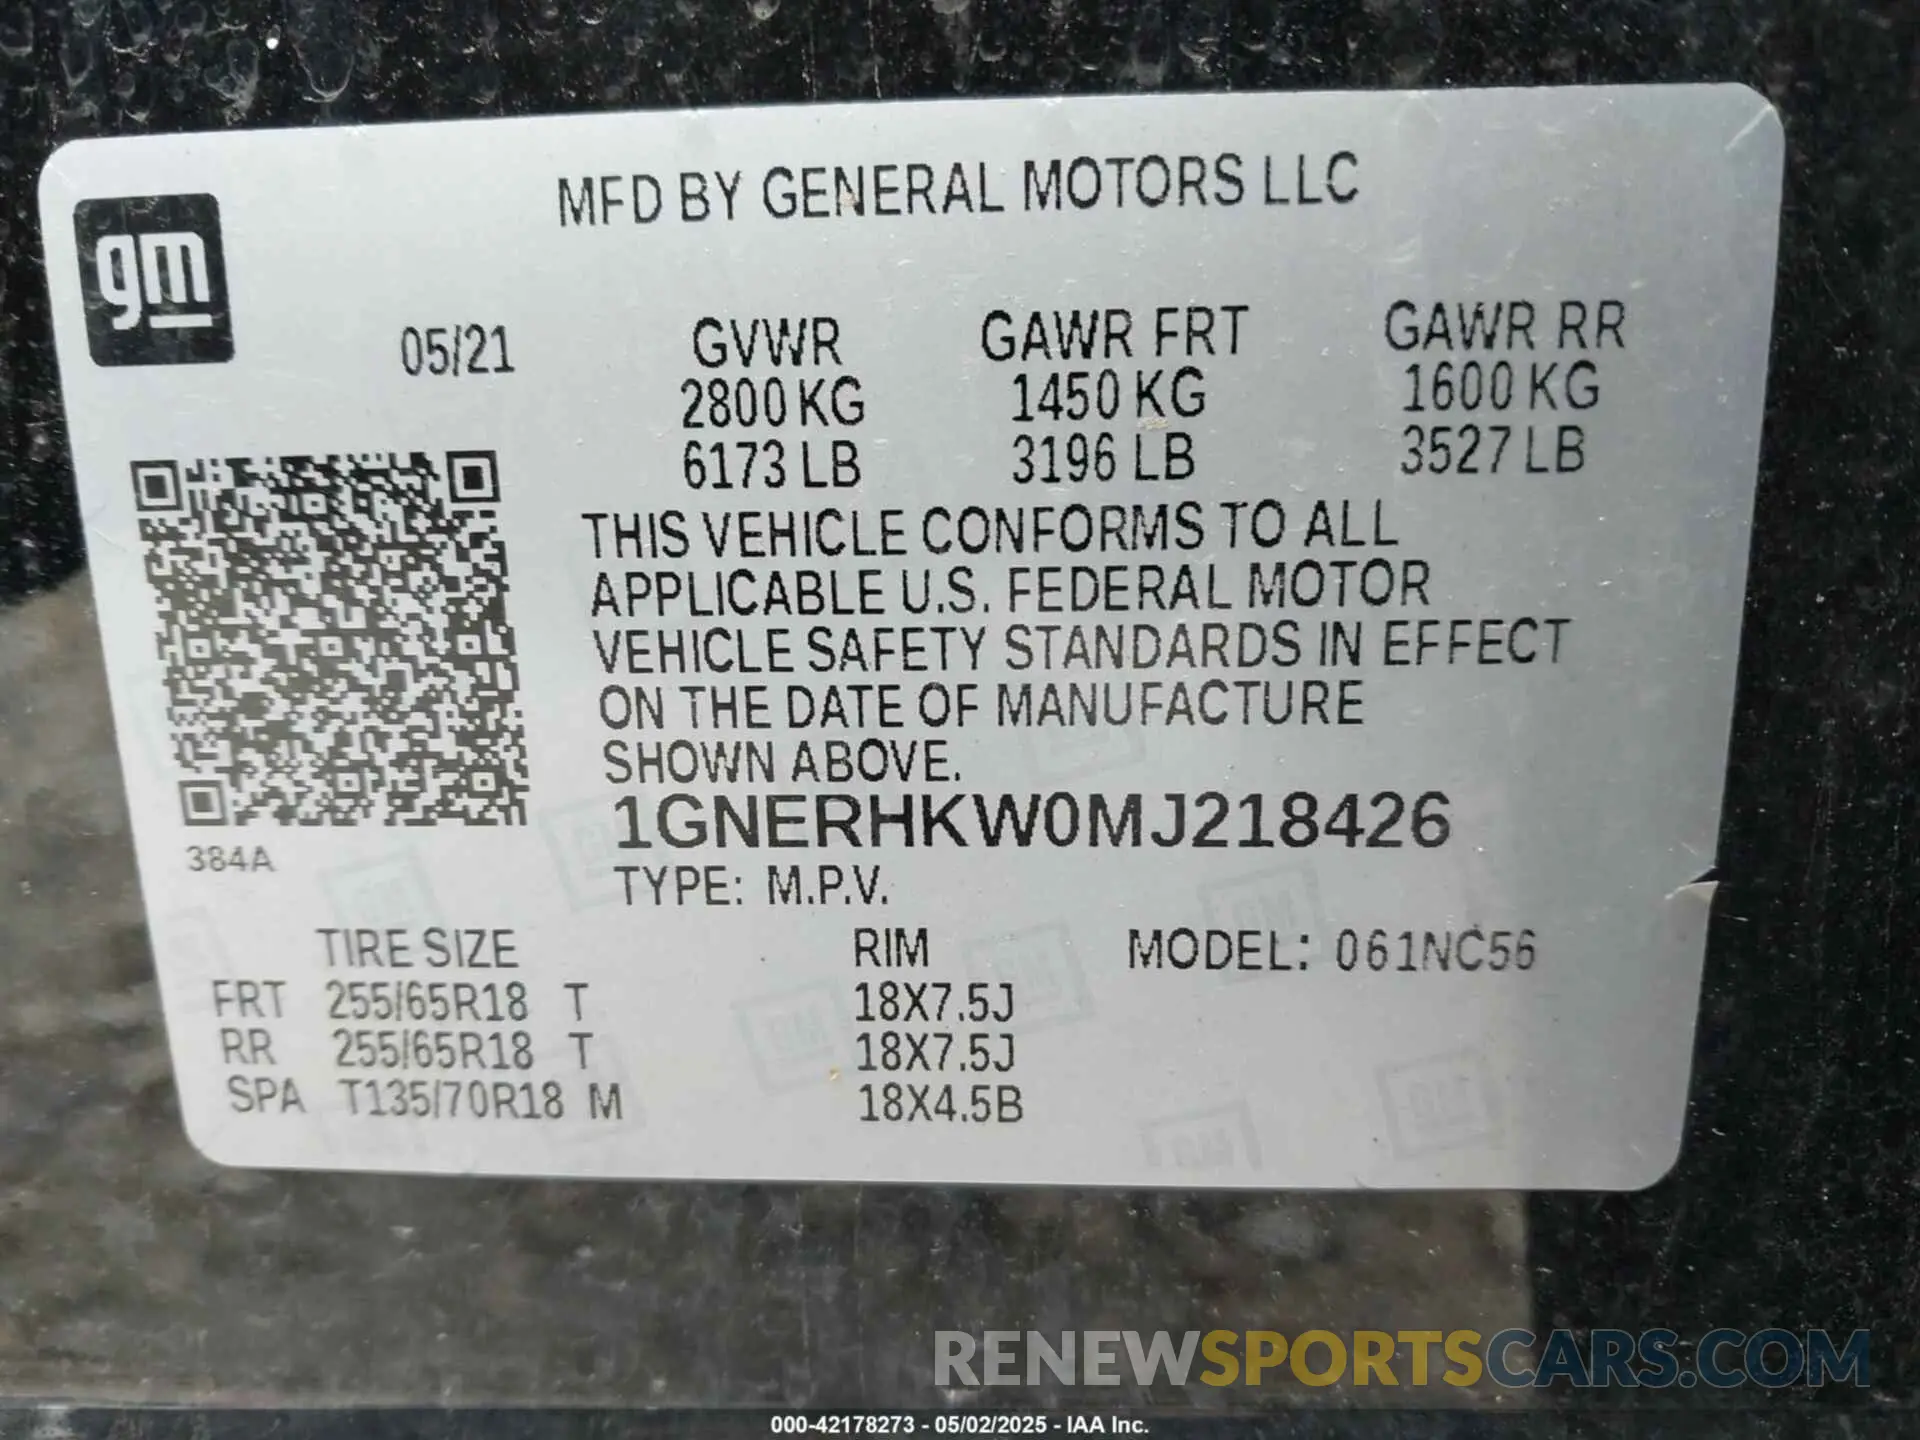 MFD BY GENERAL MOTORS LLC
gm
05/21 GVWR GAWR FRT GAWR RR
2800 KG 1450 KG 1600 KG
6173 LB 3196 LB 3527 LB
THIS VEHICLE CONFORMS TO ALL
APPLICABLE U.S. FEDERAL MOTOR
VEHICLE SAFETY STANDARDS IN EFFECT
ON THE DATE OF MANUFACTURE
SHOWN ABOVE.
1GNERHKW0MJ218426
384A
TYPE: M.P.V.
TIRE SIZE RIM MODEL: 061NC56
FRT 255/65R18 T 18X7.5J
RR 255/65R18 T 18X7.5J
SPA T135/70R18 M 18X4.5B
RENEWSPORTSCARS.COM
000-42178273 - 05/02/2025 - IAA Inc.